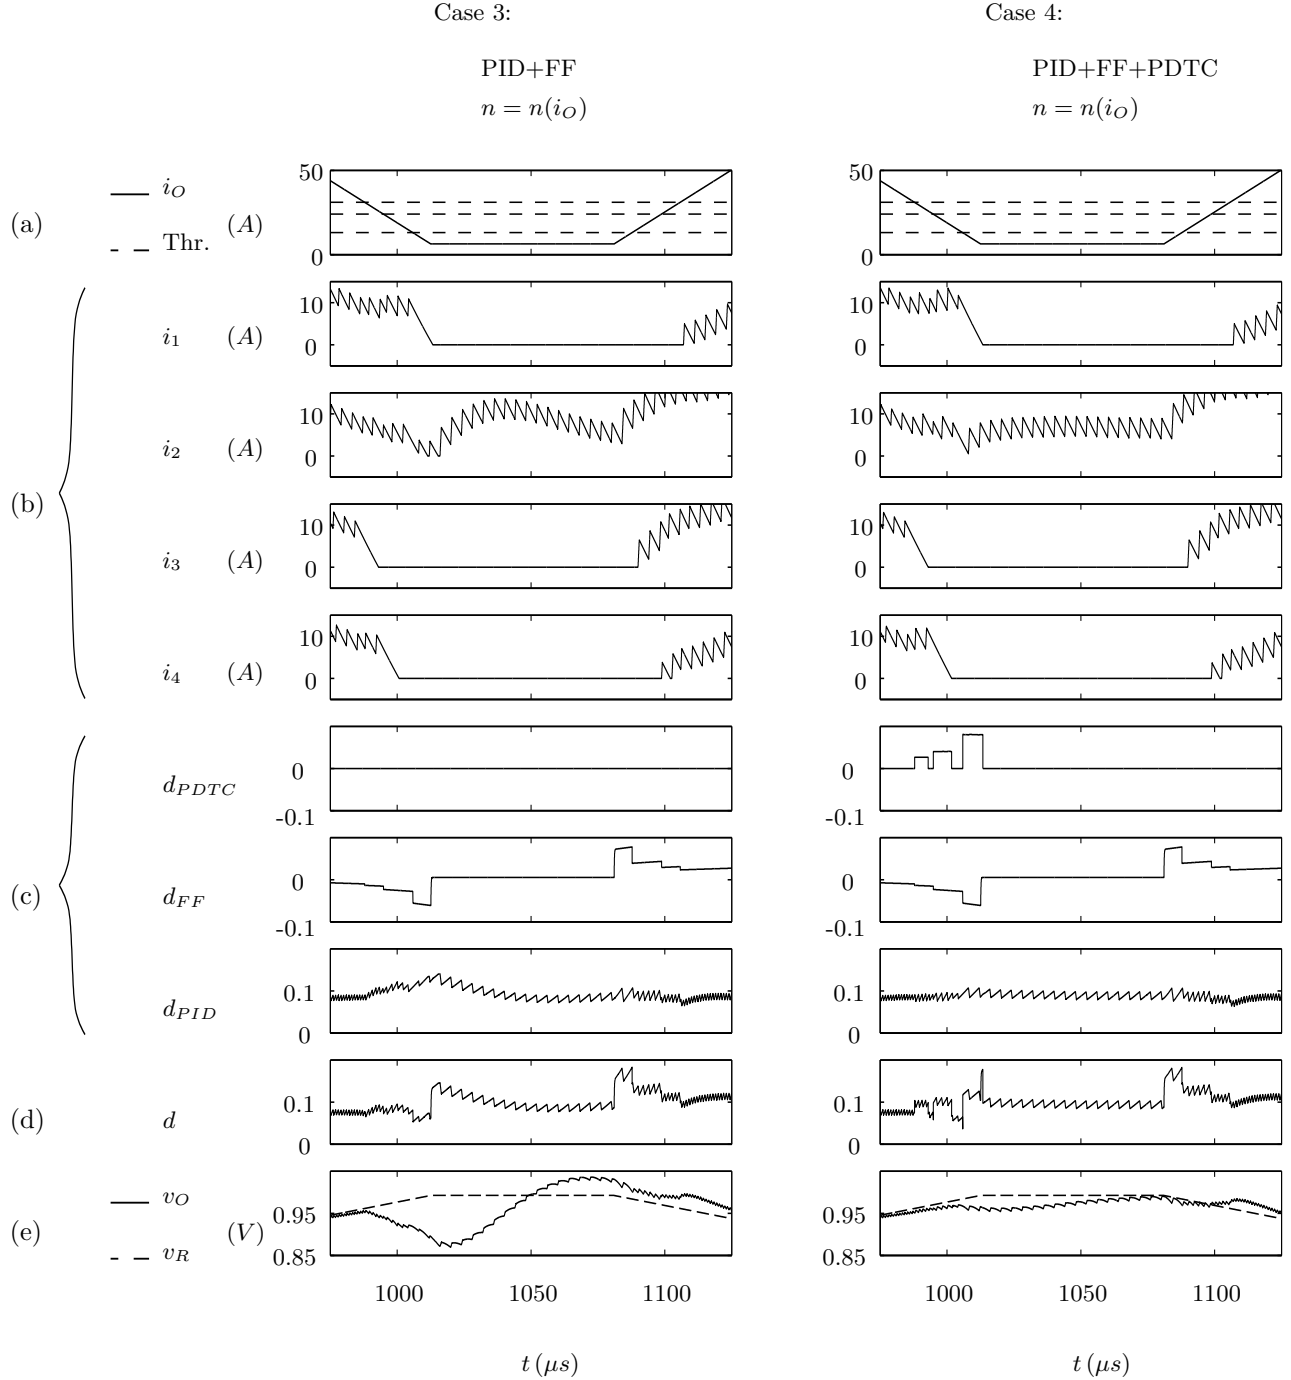 Case 3: Case 4:
PID+FF PID+FF+PDTC
n = n(i_O) n = n(i_O)
(a) i_O Thr. (A) 50 0 50 0
(b)
i_1 (A) 10 0 10 0
i_2 (A) 10 0 10 0
i_3 (A) 10 0 10 0
i_4 (A) 10 0 10 0
(c)
d_PDTC 0 -0.1 0 -0.1
d_FF 0 -0.1 0 -0.1
d_PID 0.1 0 0.1 0
(d) d 0.1 0 0.1 0
(e) v_O v_R (V) 0.95 0.85 0.95 0.85
1000 1050 1100 1000 1050 1100
t (μs) t (μs)